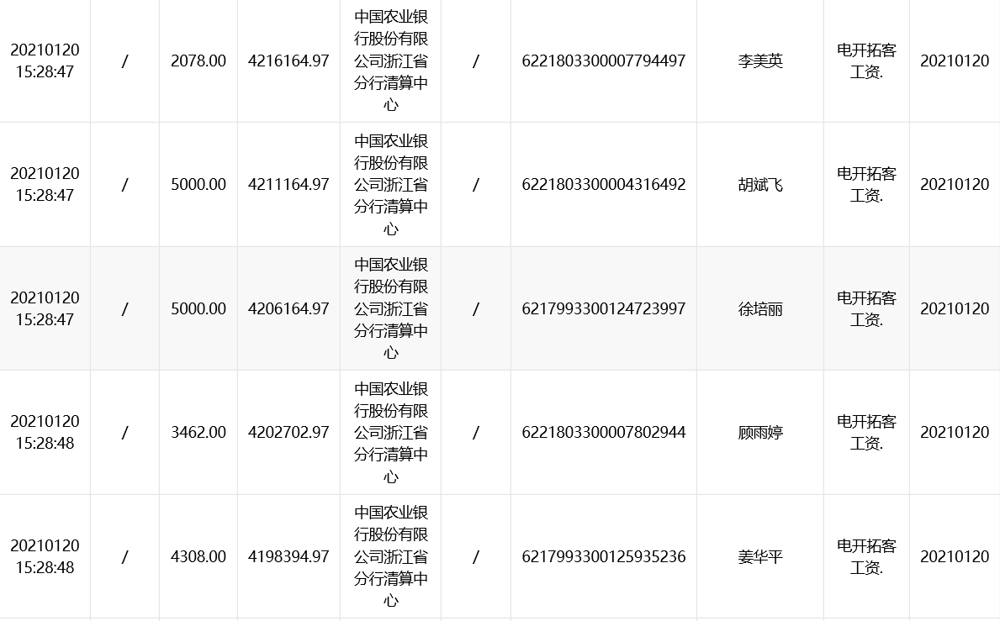 20210120
15:28:47
/
2078.00
4216164.97
中国农业银
行股份有限
公司浙江省
分行清算中
心
/
6221803300007794497
李美英
电开拓客
工资.
20210120
20210120
15:28:47
/
5000.00
4211164.97
中国农业银
行股份有限
公司浙江省
分行清算中
心
/
6221803300004316492
胡斌飞
电开拓客
工资.
20210120
20210120
15:28:47
/
5000.00
4206164.97
中国农业银
行股份有限
公司浙江省
分行清算中
心
/
6217993300124723997
徐培丽
电开拓客
工资.
20210120
20210120
15:28:48
/
3462.00
4202702.97
中国农业银
行股份有限
公司浙江省
分行清算中
心
/
6221803300007802944
顾雨婷
电开拓客
工资.
20210120
20210120
15:28:48
/
4308.00
4198394.97
中国农业银
行股份有限
公司浙江省
分行清算中
心
/
6217993300125935236
姜华平
电开拓客
工资.
20210120